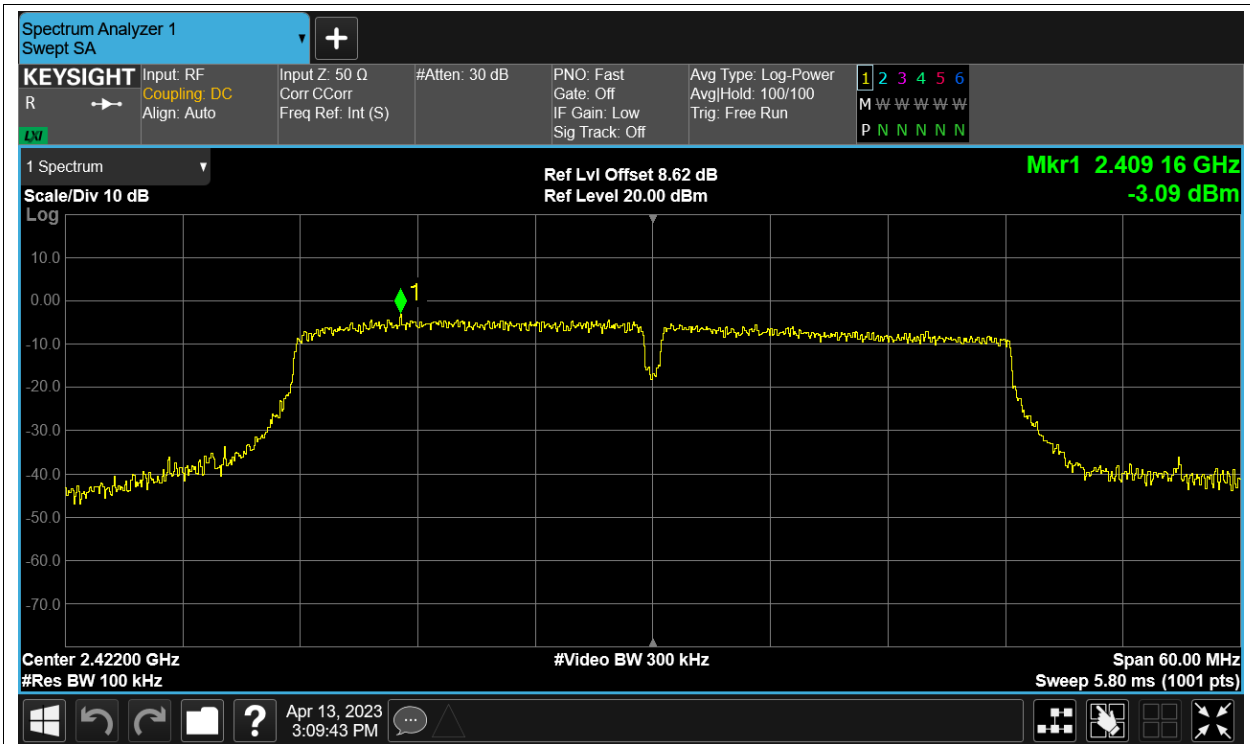 Spectrum Analyzer 1
Swept SA
+
KEYSIGHT
R
LXI
Input: RF
Coupling: DC
Align: Auto
Input Z: 50 Ω
Corr CCorr
Freq Ref: Int (S)
#Atten: 30 dB
PNO: Fast
Gate: Off
IF Gain: Low
Sig Track: Off
Avg Type: Log-Power
Avg|Hold: 100/100
Trig: Free Run
1 2 3 4 5 6
M W W W W W
P N N N N N
1 Spectrum
Scale/Div 10 dB
Log
Ref Lvl Offset 8.62 dB
Ref Level 20.00 dBm
Mkr1 2.409 16 GHz
-3.09 dBm
10.0
0.00
-10.0
-20.0
-30.0
-40.0
-50.0
-60.0
-70.0
1
Center 2.42200 GHz
#Res BW 100 kHz
#Video BW 300 kHz
Span 60.00 MHz
Sweep 5.80 ms (1001 pts)
?
Apr 13, 2023
3:09:43 PM